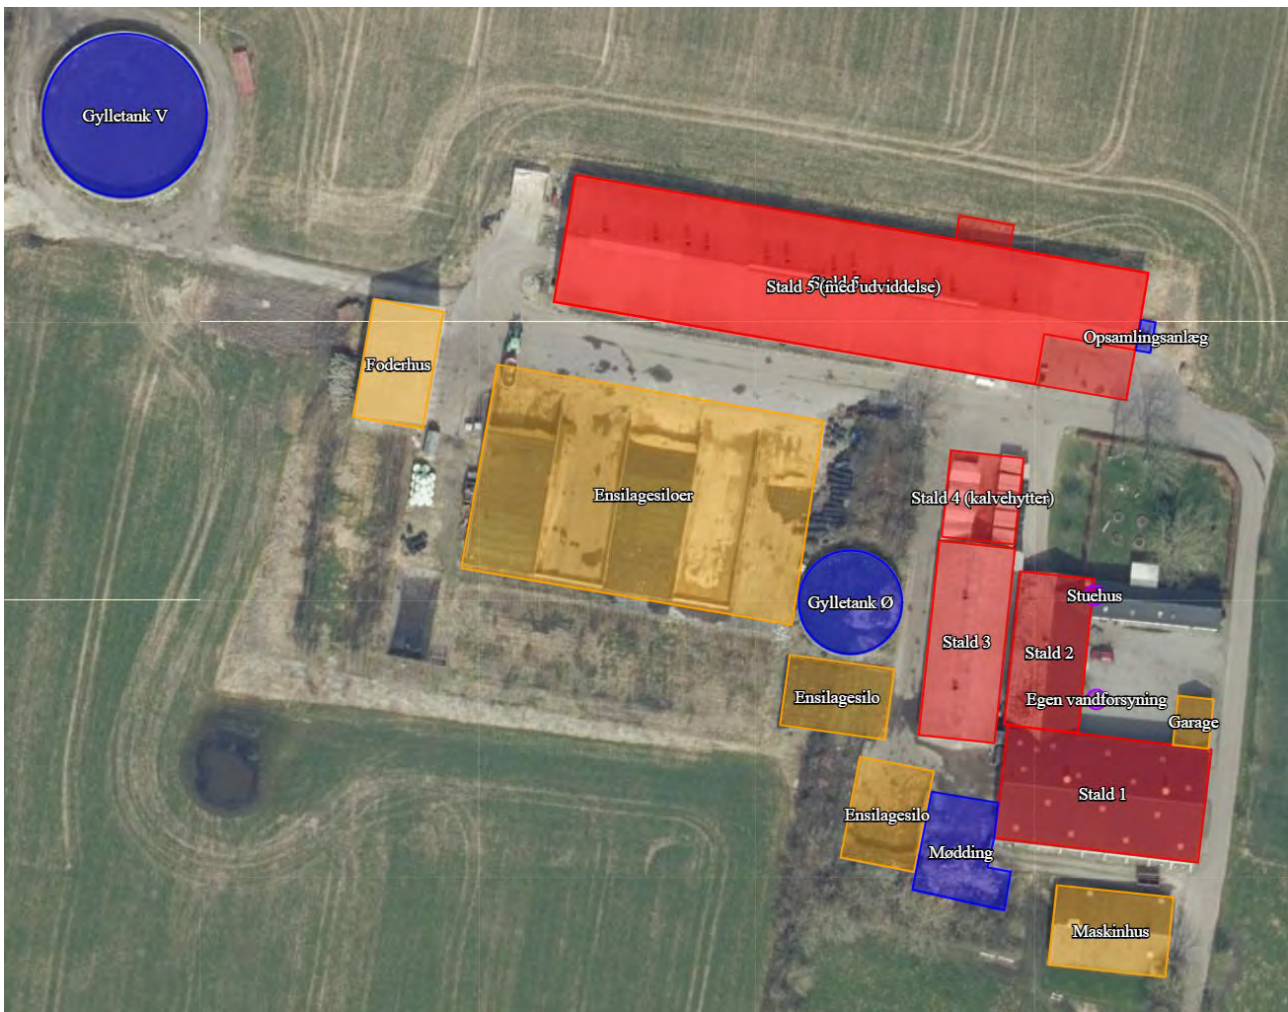 Gylletank V
Stald 5 (med udviddelse)
Opsamlingsanlæg
Foderhus
Ensilagesiloer
Stald 4 (kalvehytter)
Stuehus
Gylletank Ø
Stald 3
Stald 2
Ensilagesilo
Egen vandforsyning
Garage
Stald 1
Ensilagesilo
Mødding
Maskinhus